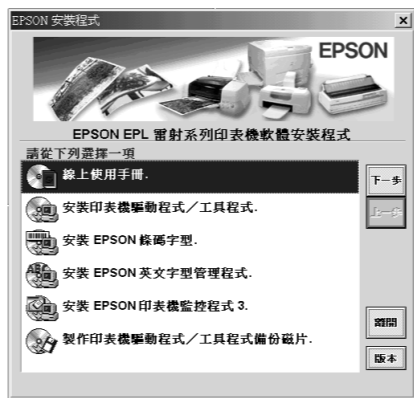 EPSON 安裝程式
EPSON
EPSON EPL 雷射系列印表機軟體安裝程式
請從下列選擇一項
線上使用手冊.
安裝印表機驅動程式／工具程式.
安裝 EPSON 條碼字型.
安裝 EPSON 英文字型管理程式.
安裝 EPSON 印表機監控程式 3.
製作印表機驅動程式／工具程式備份磁片.
下一步
上一步
離開
版本